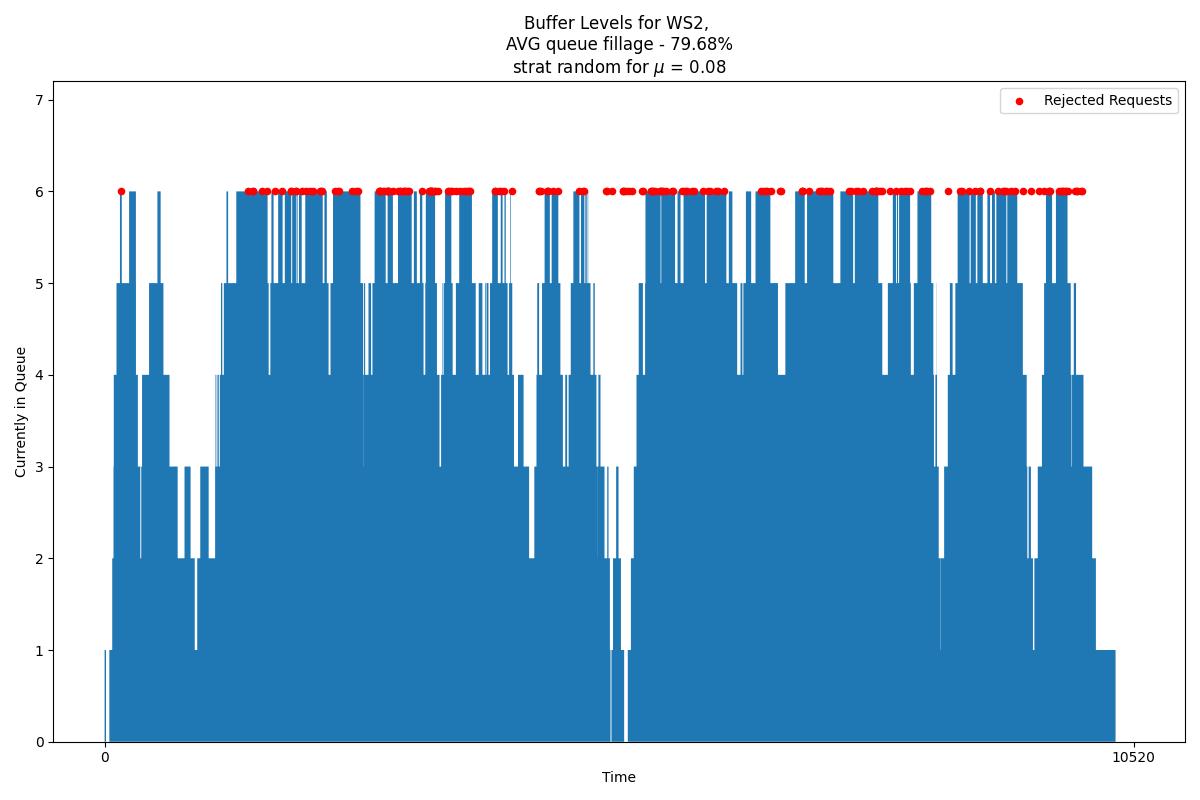 Buffer Levels for WS2,
AVG queue fillage - 79.68%
strat random for μ = 0.08
Rejected Requests
7
6
5
4
3
2
1
0
Currently in Queue
0
10520
Time